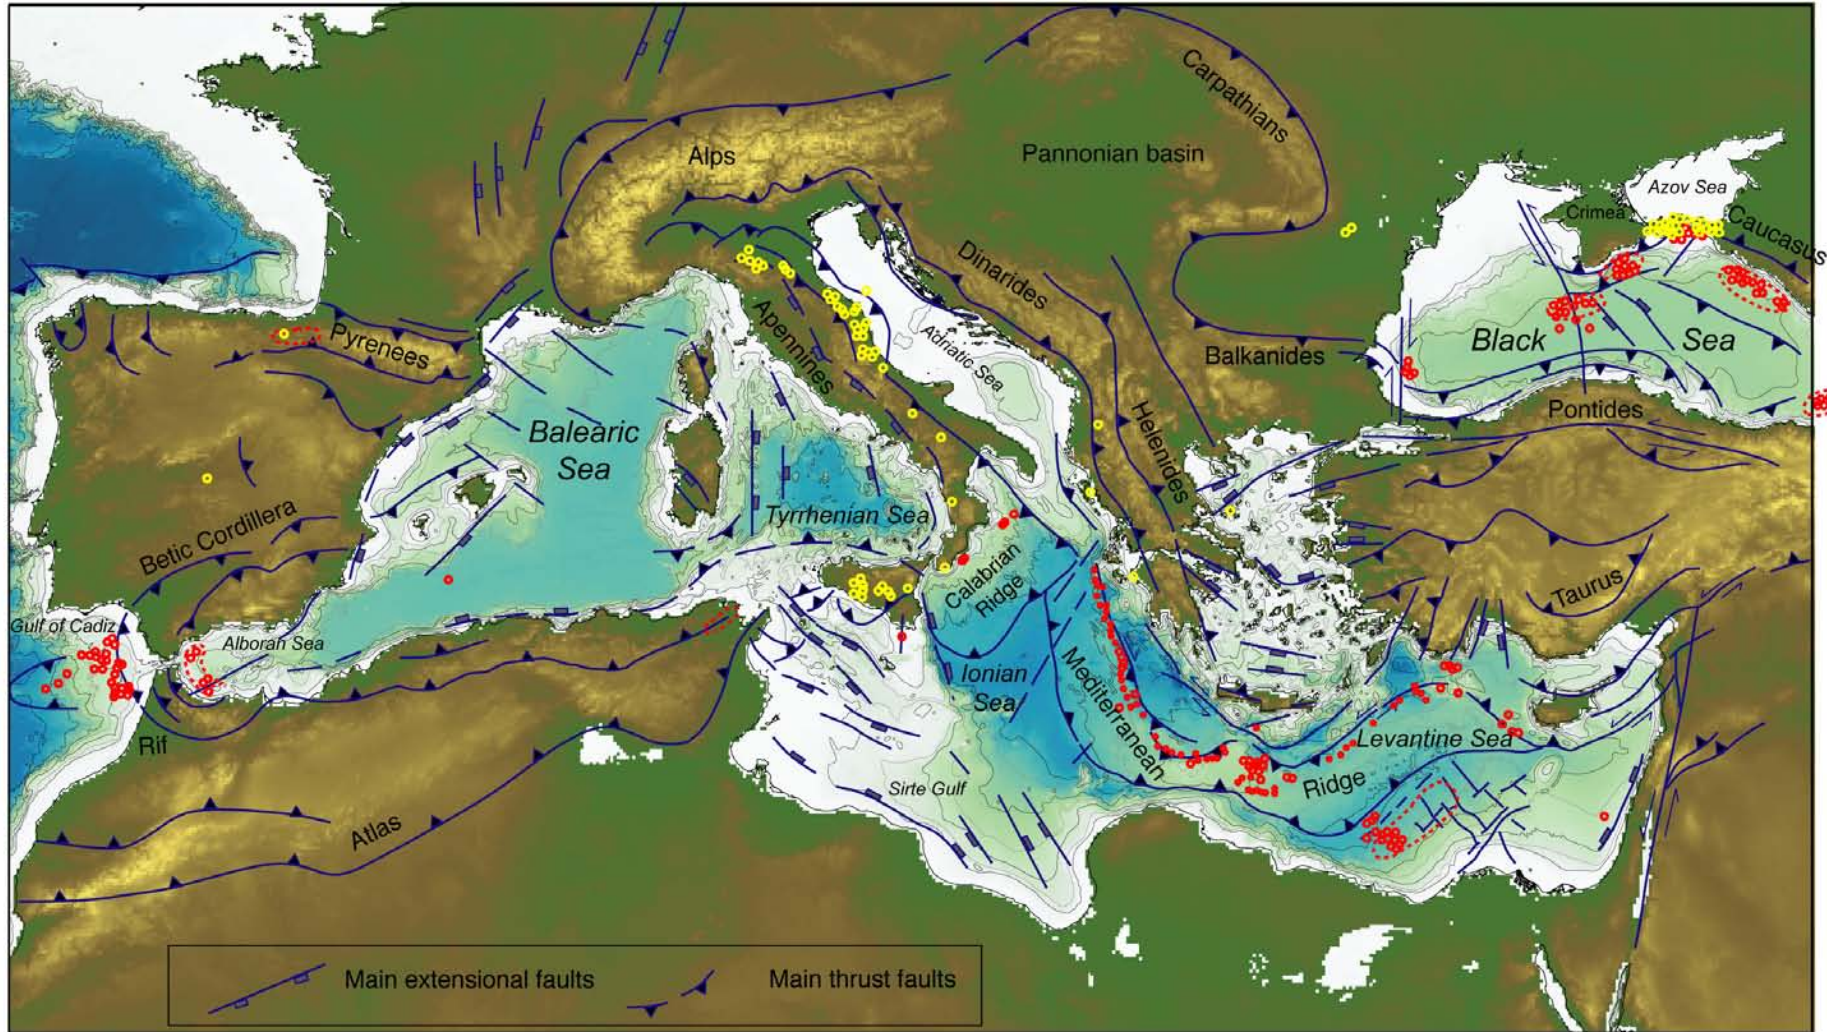 Carpathians
Alps
Pannonian basin
Azov Sea
Crimea
Caucasus
Dinarides
Apennines
Adriatic Sea
Pyrenees
Black Sea
Balkanides
Pontides
Helenides
Balearic
Sea
Tyrrhenian Sea
Betic Cordillera
Calabrian
Ridge
Taurus
Gulf of Cadiz
Alboran Sea
Ionian
Sea
Mediterranean
Ridge
Levantine Sea
Rif
Sirte Gulf
Atlas
Main extensional faults
Main thrust faults